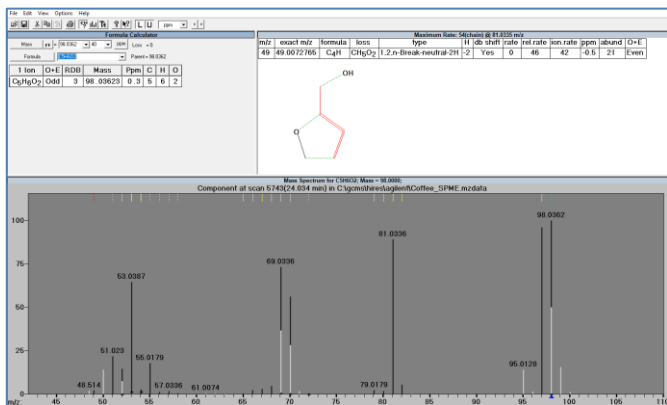 File Edit View Options Help
L U ppm
Formula Calculator
Mass 98.0362 40 ppm Loss = 0
Formula Parent = 98.0362
1 Ion O+E RDB Mass Ppm C H O
C5H6O2 Odd 3 98.03623 0.3 5 6 2
Maximum Rate: 54(chain) @ 81.0335 m/z
m/z exact m/z formula loss type H db shift rate rel.rate ion.rate ppm abund O+E
49 49.0072765 C4H CH5O2 1,2,n-Break-neutral-2H -2 Yes 0 46 42 -0.5 21 Even
OH
O
Mass Spectrum for C5H6O2; Mass = 98.0000;
Component at scan 5743(24.034 min) in C:\gcms\hires\agilent\Coffee_SPME.mzdata
100
98.0362
81.0336
75
69.0336
53.0387
50
25
51.023
55.0179
95.0128
48.514
57.0336
61.0074
79.0179
0
m/z: 45 50 55 60 65 70 75 80 85 90 95 100 105 110